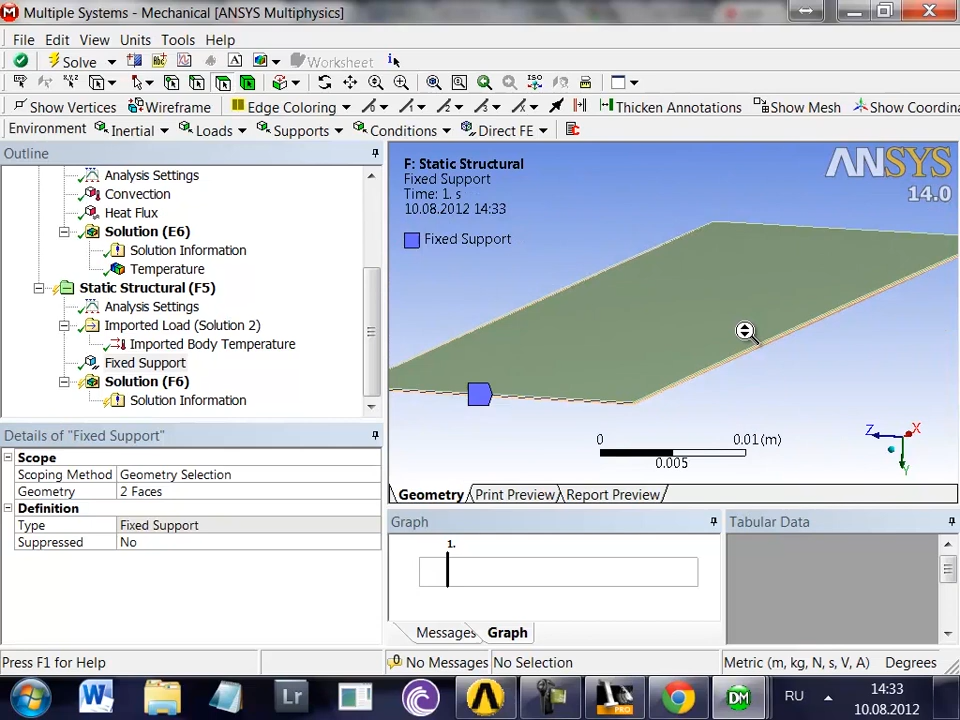 Multiple Systems - Mechanical [ANSYS Multiphysics]
File Edit View Units Tools Help
Solve Worksheet
Show Vertices Wireframe Edge Coloring Thicken Annotations Show Mesh Show Coordina
Environment Inertial Loads Supports Conditions Direct FE
Outline
Analysis Settings
Convection
Heat Flux
Solution (E6)
Solution Information
Temperature
Static Structural (F5)
Analysis Settings
Imported Load (Solution 2)
Imported Body Temperature
Fixed Support
Solution (F6)
Solution Information
Details of "Fixed Support"
Scope
Scoping Method Geometry Selection
Geometry 2 Faces
Definition
Type Fixed Support
Suppressed No
F: Static Structural
Fixed Support
Time: 1. s
10.08.2012 14:33
Fixed Support
ANSYS
14.0
0 0.01(m)
0.005
Z X
Y
Geometry Print Preview Report Preview
Graph
1.
Messages Graph
Tabular Data
Press F1 for Help
0 No Messages No Selection Metric (m, kg, N, s, V, A) Degrees
W Lr PRO DM RU
14:33
10.08.2012